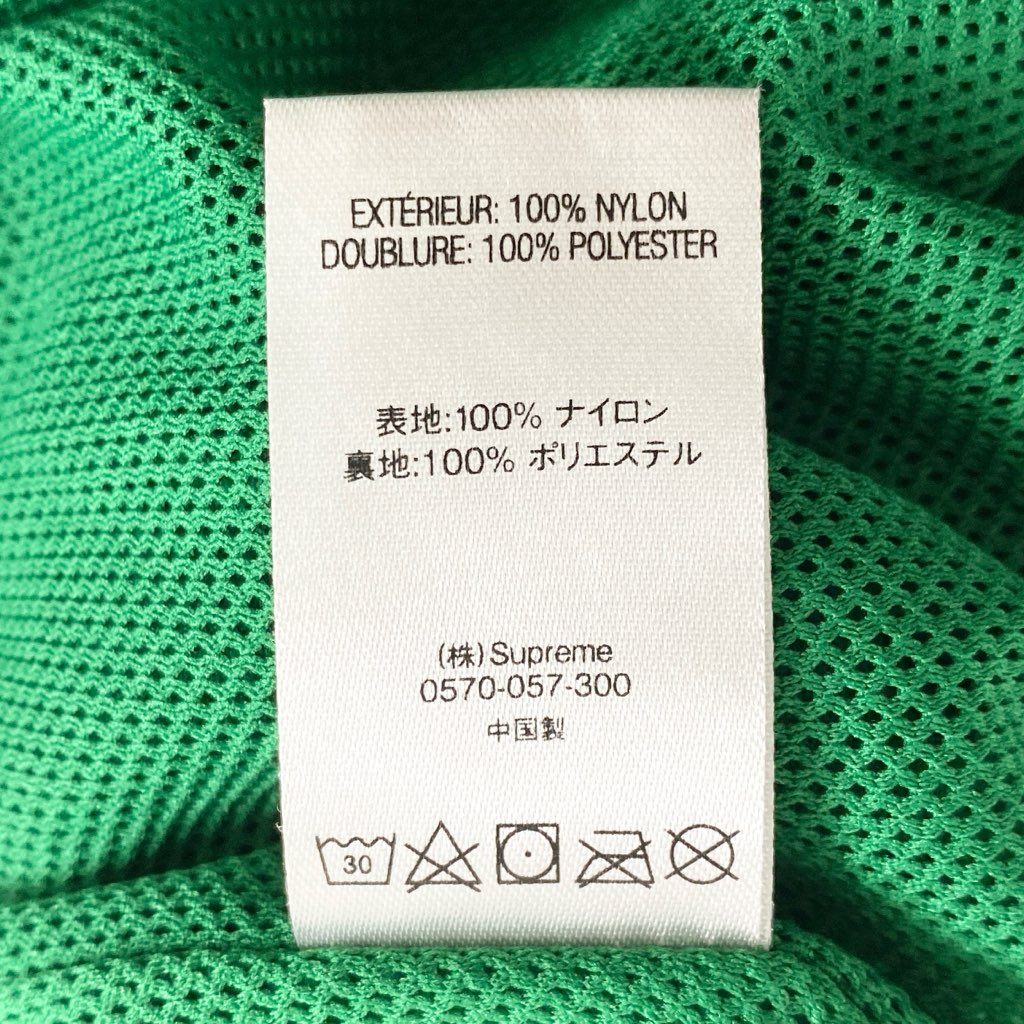 EXTÉRIEUR: 100% NYLON
DOUBLURE: 100% POLYESTER
表地:100% ナイロン
裏地:100% ポリエステル
(株)Supreme
0570-057-300
中国製
30